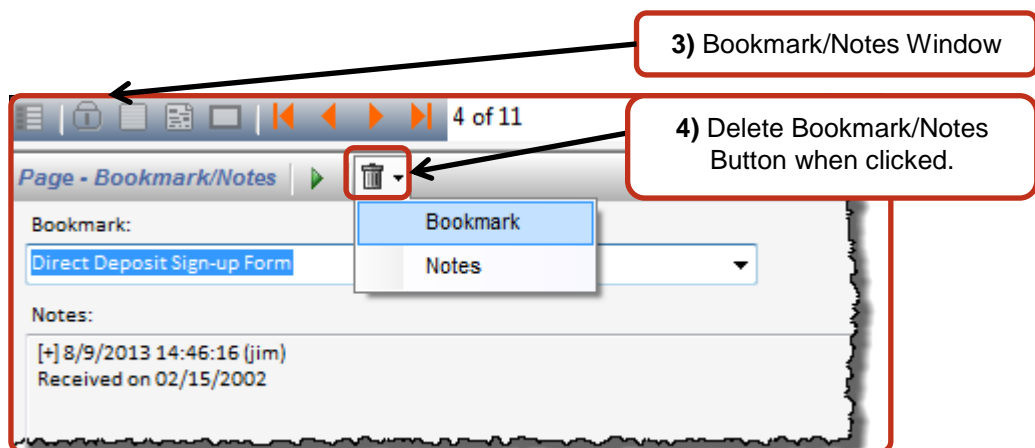 3) Bookmark/Notes Window
4 of 11
4) Delete Bookmark/Notes
Button when clicked.
Page - Bookmark/Notes
Bookmark:
Bookmark
Direct Deposit Sign-up Form
Notes
Notes:
[+] 8/9/2013 14:46:16 (jim)
Received on 02/15/2002